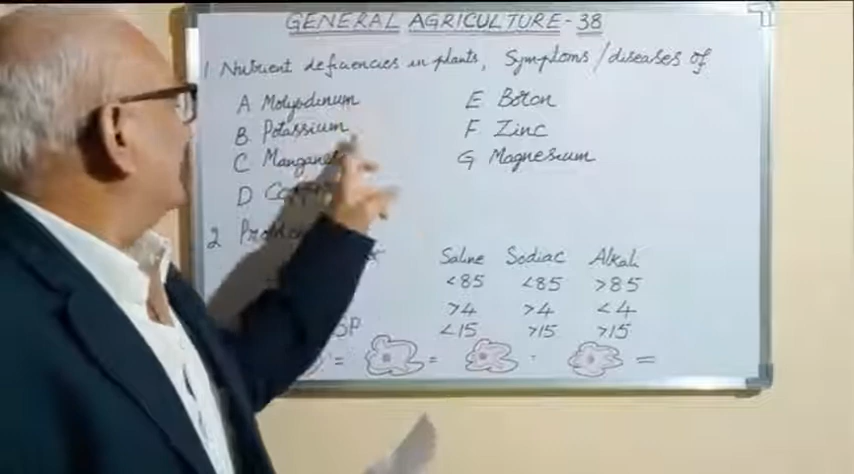 GENERAL AGRICULTURE-38
1 Nutrient deficiencies in plants, Symptoms / diseases of
A Molybdinum
B Potassium
C
D
E Boron
F Zinc
G Magnesium
2
Saline Sodiac Alkali
<85 <85 >85
>4 >4 <4
<15 >15 >15
= = - =